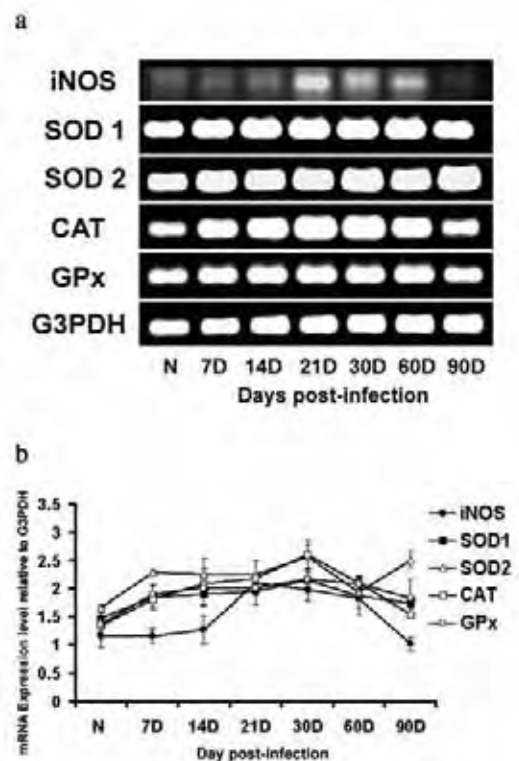 a
iNOS
SOD 1
SOD 2
CAT
GPx
G3PDH
N 7D 14D 21D 30D 60D 90D
Days post-infection
b
mRNA Expression level relative to G3PDH
3.5
3
2.5
2
1.5
1
0.5
0
N 7D 14D 21D 30D 60D 90D
Day post-infection
iNOS
SOD1
SOD2
CAT
GPx